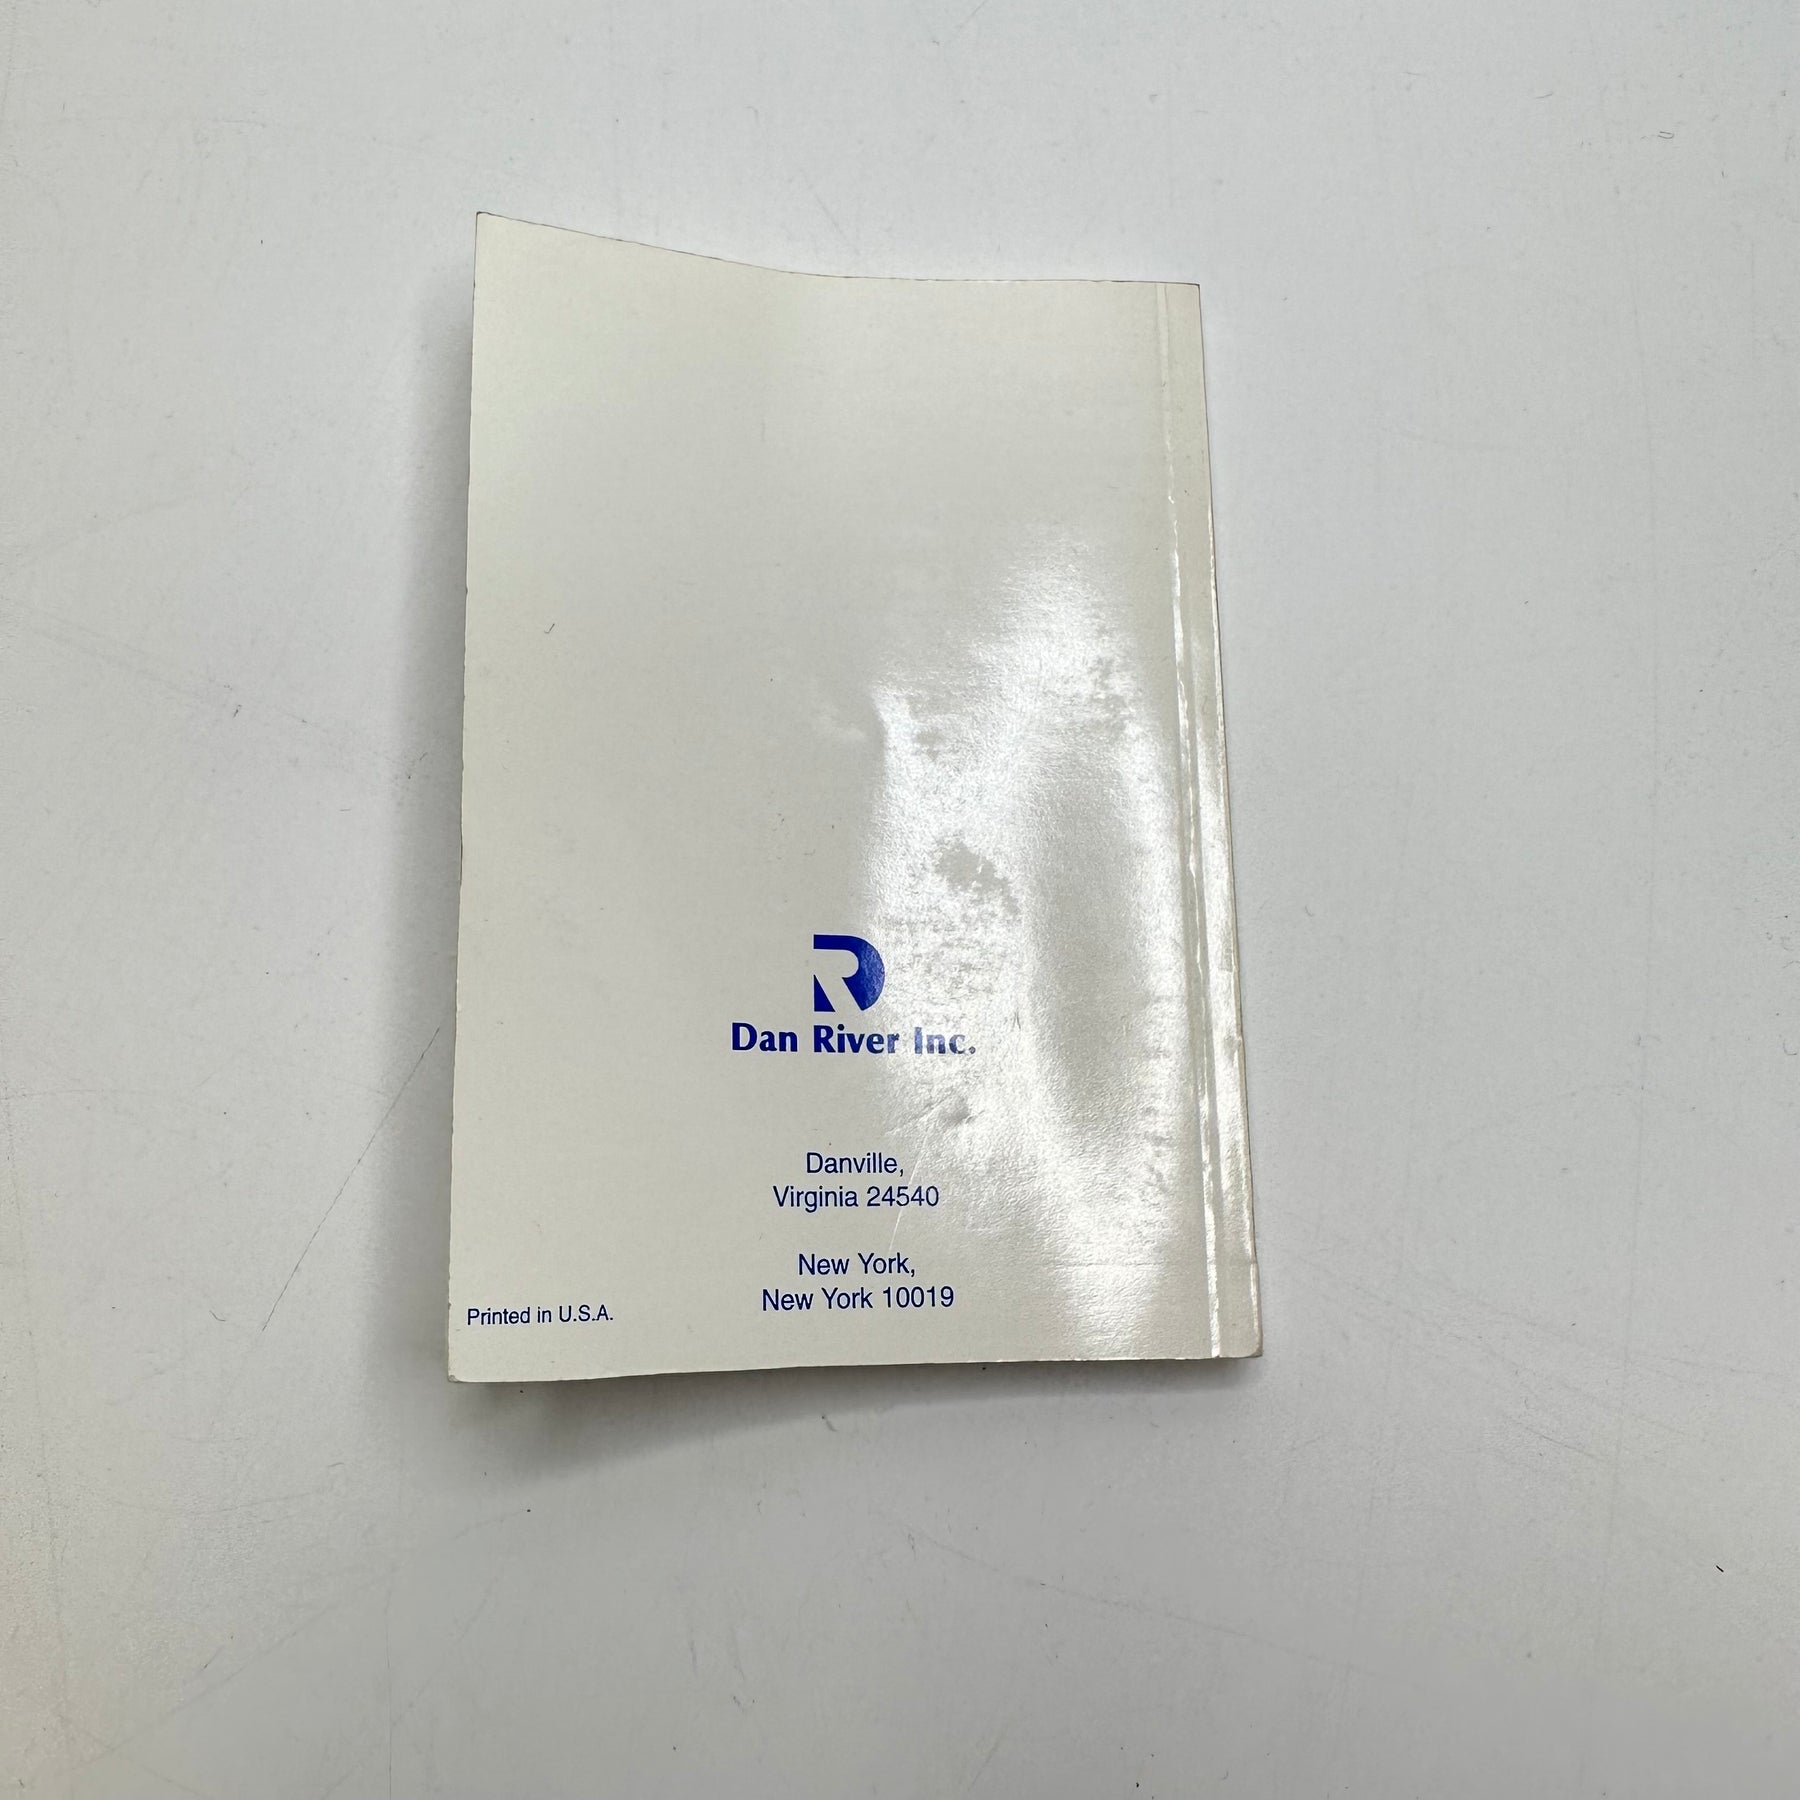 Dan River Inc.
Danville,
Virginia 24540
New York,
New York 10019
Printed in U.S.A.